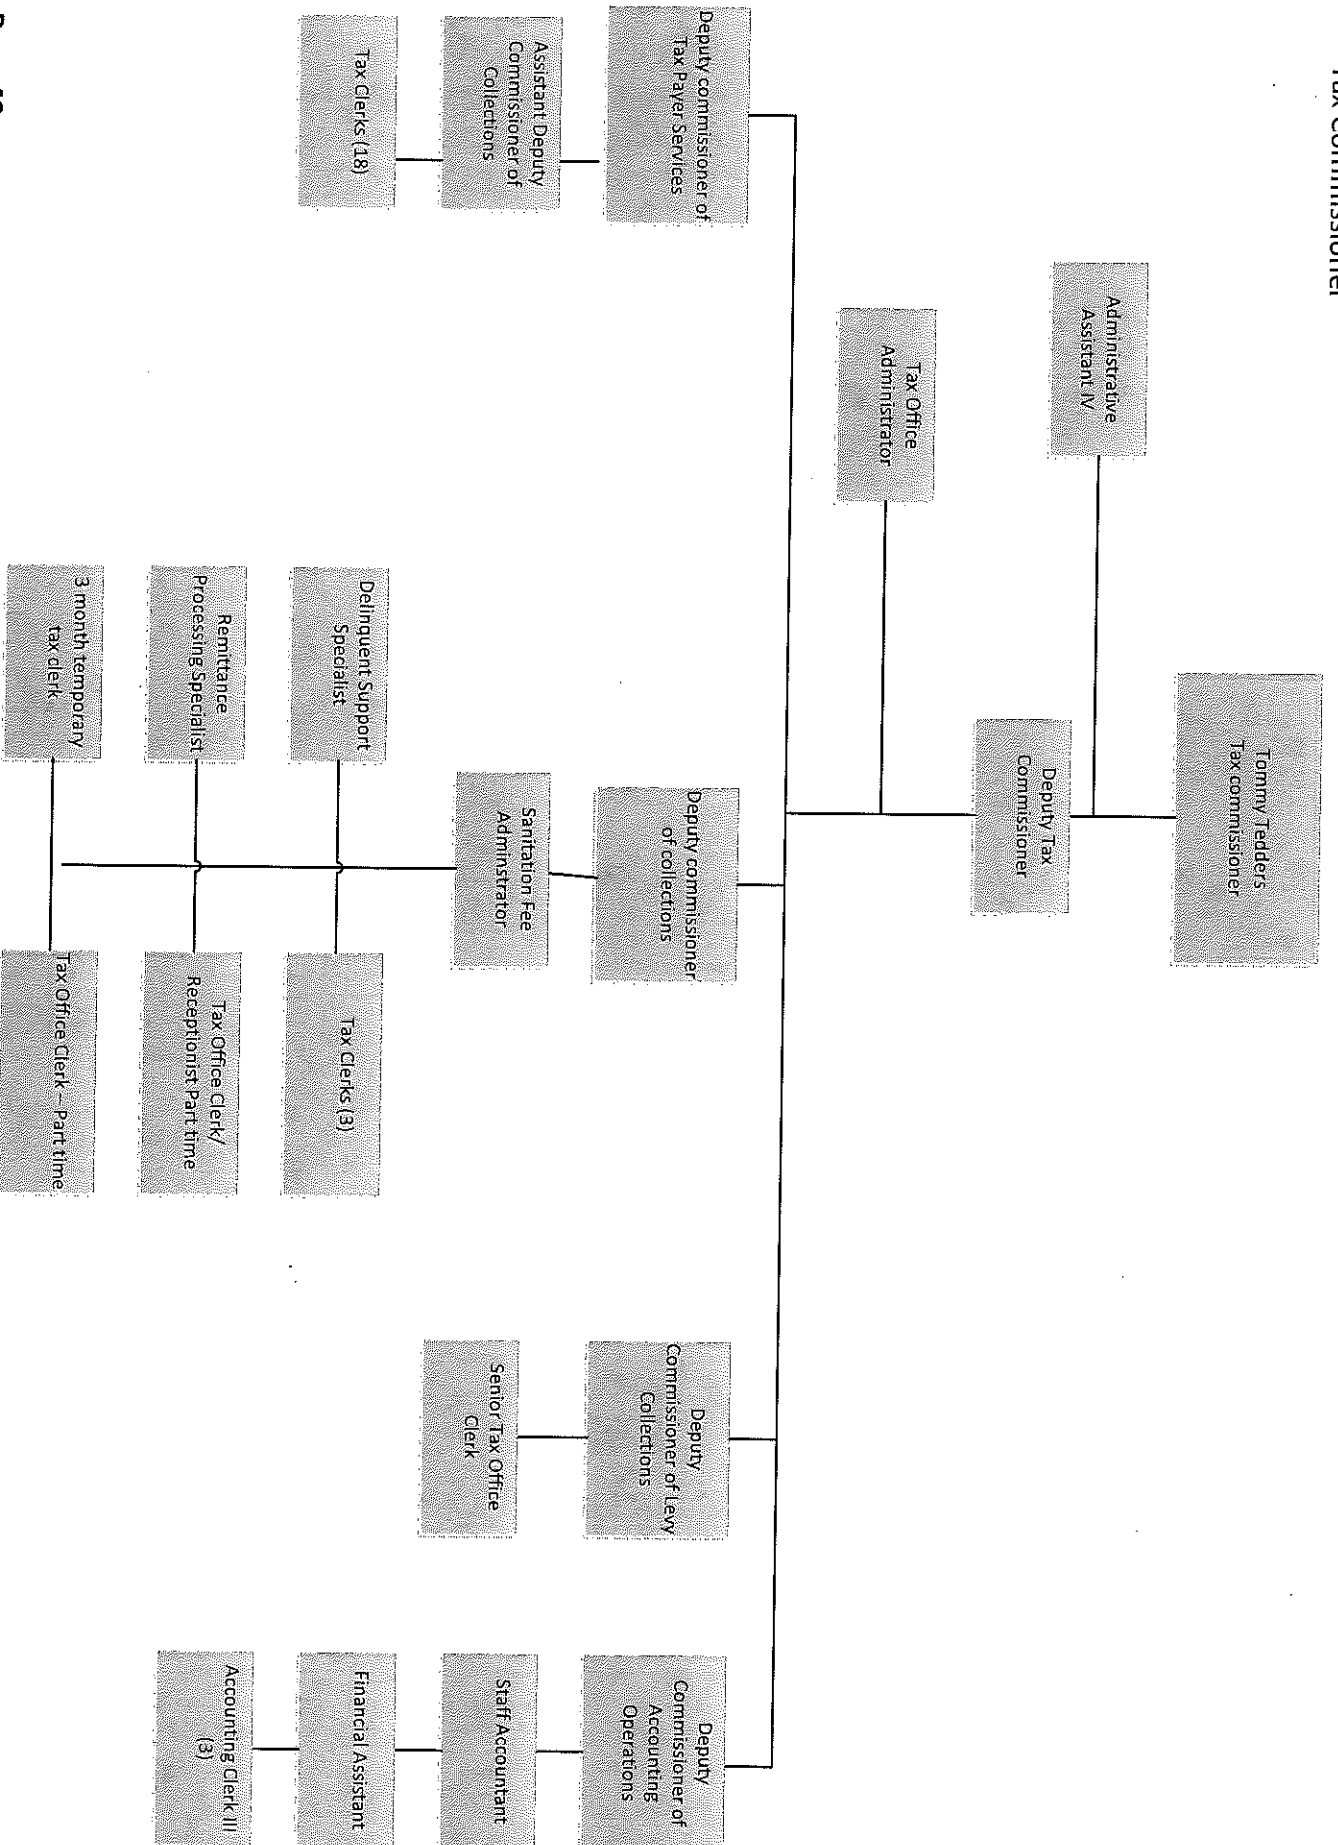 Tax Commissioner
Tommy Tedders
Tax commissioner
Administrative
Assistant IV
Deputy Tax
Commissioner
Tax Office
Administrator
Deputy commissioner of
Tax Payer Services
Assistant Deputy
Commissioner of
Collections
Tax Clerks (18)
Deputy commissioner
of collections
Sanitation Fee
Adminstrator
Delinquent Support
Specialist
Tax Clerks (3)
Remittance
Processing Specialist
Tax Office Clerk/
Receptionist Part time
3 month temporary
tax clerk
Tax Office Clerk – Part time
Deputy
Commissioner of Levy
Collections
Senior Tax Office
Clerk
Deputy
Commissioner of
Accounting
Operations
Staff Accountant
Financial Assistant
Accounting Clerk III
(3)